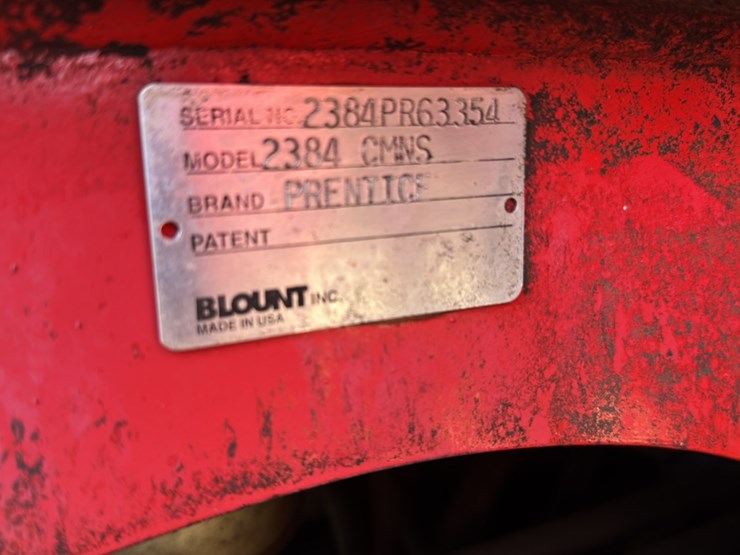 SERIAL NO. 2384PR63354
MODEL 2384 CMNS
BRAND PRENTICE
PATENT
BLOUNT INC.
MADE IN USA